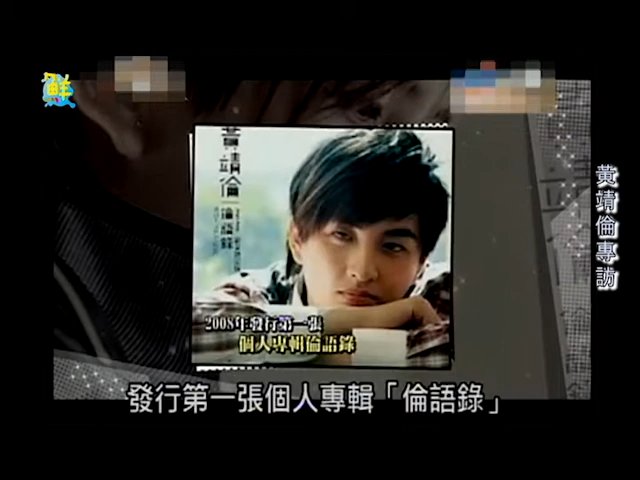 鮮
黃靖倫專訪
黃靖倫
倫語錄
2008年發行第一張
個人專輯倫語錄
發行第一張個人專輯「倫語錄」